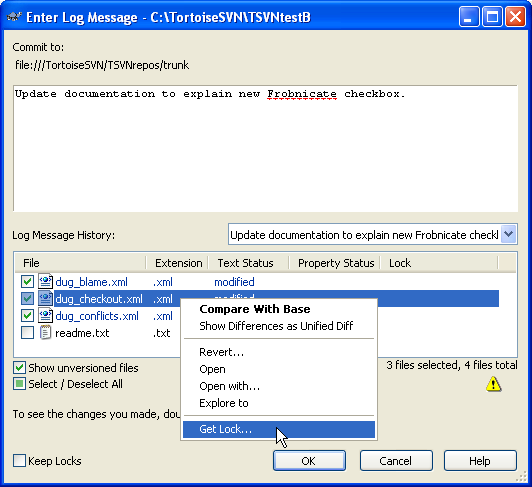 Enter Log Message - C:\TortoiseSVN\TSVNtestB
Commit to:
file:///TortoiseSVN/TSVNrepos/trunk
Update documentation to explain new Frobnicate checkbox.
Log Message History:
Update documentation to explain new Frobnicate checkl
File Extension Text Status Property Status Lock
dug_blame.xml .xml modified
dug_checkout.xml .xml modified
dug_conflicts.xml .xml
readme.txt .txt
Compare With Base
Show Differences as Unified Diff
Revert...
Open
Open with...
Explore to
Get Lock...
Show unversioned files
3 files selected, 4 files total
Select / Deselect All
To see the changes you made, dou
Keep Locks
OK
Cancel
Help